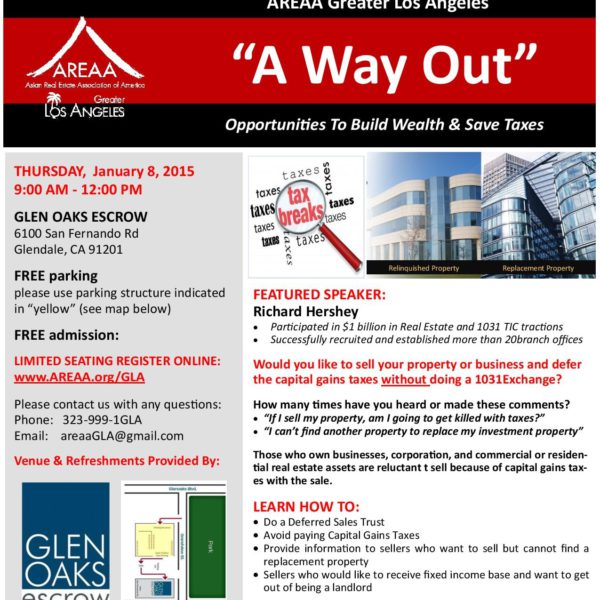 AREAA Greater Los Angeles
AREAA
Asian Real Estate Association of America
Greater
LOS ANGELES
“A Way Out”
Opportunities To Build Wealth & Save Taxes
THURSDAY, January 8, 2015
9:00 AM - 12:00 PM
GLEN OAKS ESCROW
6100 San Fernando Rd
Glendale, CA 91201
FREE parking
please use parking structure indicated
in “yellow” (see map below)
FREE admission:
LIMITED SEATING REGISTER ONLINE:
www.AREAA.org/GLA
Please contact us with any questions:
Phone: 323-999-1GLA
Email: areaaGLA@gmail.com
Venue & Refreshments Provided By:
GLEN
OAKS
escrow
Glenoaks Blvd.
Park
taxes taxes
taxes taxes
taxes tax taxes
taxes breaks
taxes taxes
taxes
Relinquished Property
Replacement Property
FEATURED SPEAKER:
Richard Hershey
• Participated in $1 billion in Real Estate and 1031 TIC tractions
• Successfully recruited and established more than 20branch offices
Would you like to sell your property or business and defer
the capital gains taxes without doing a 1031Exchange?
How many times have you heard or made these comments?
• “If I sell my property, am I going to get killed with taxes?”
• “I can’t find another property to replace my investment property”
Those who own businesses, corporation, and commercial or residen-
tial real estate assets are reluctant t sell because of capital gains tax-
es with the sale.
LEARN HOW TO:
• Do a Deferred Sales Trust
• Avoid paying Capital Gains Taxes
• Provide information to sellers who want to sell but cannot find a
replacement property
• Sellers who would like to receive fixed income base and want to get
out of being a landlord